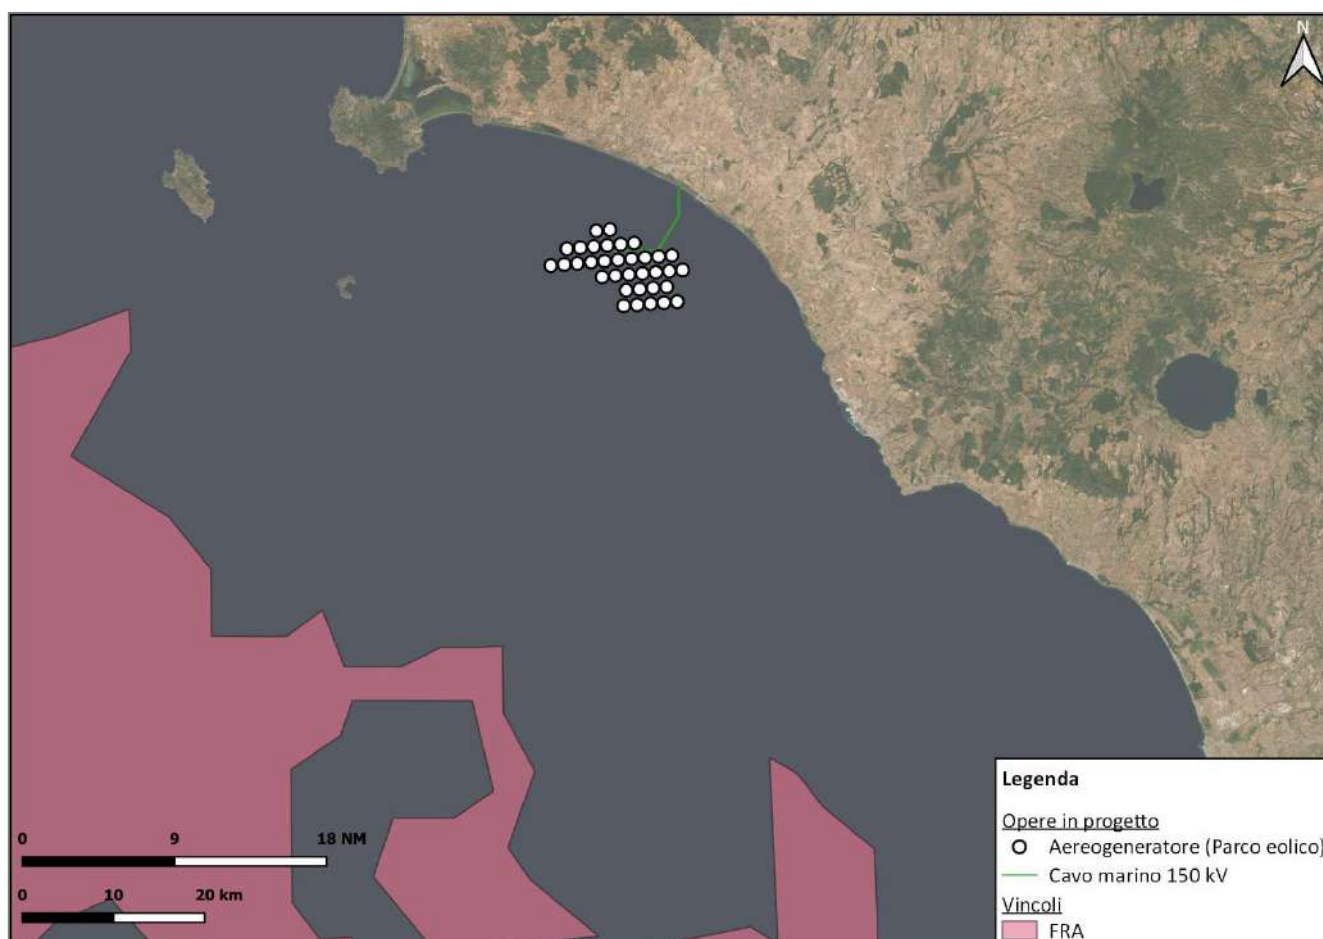 N
0 9 18 NM
0 10 20 km
Legenda
Opere in progetto
Aereogeneratore (Parco eolico)
Cavo marino 150 kV
Vincoli
FRA